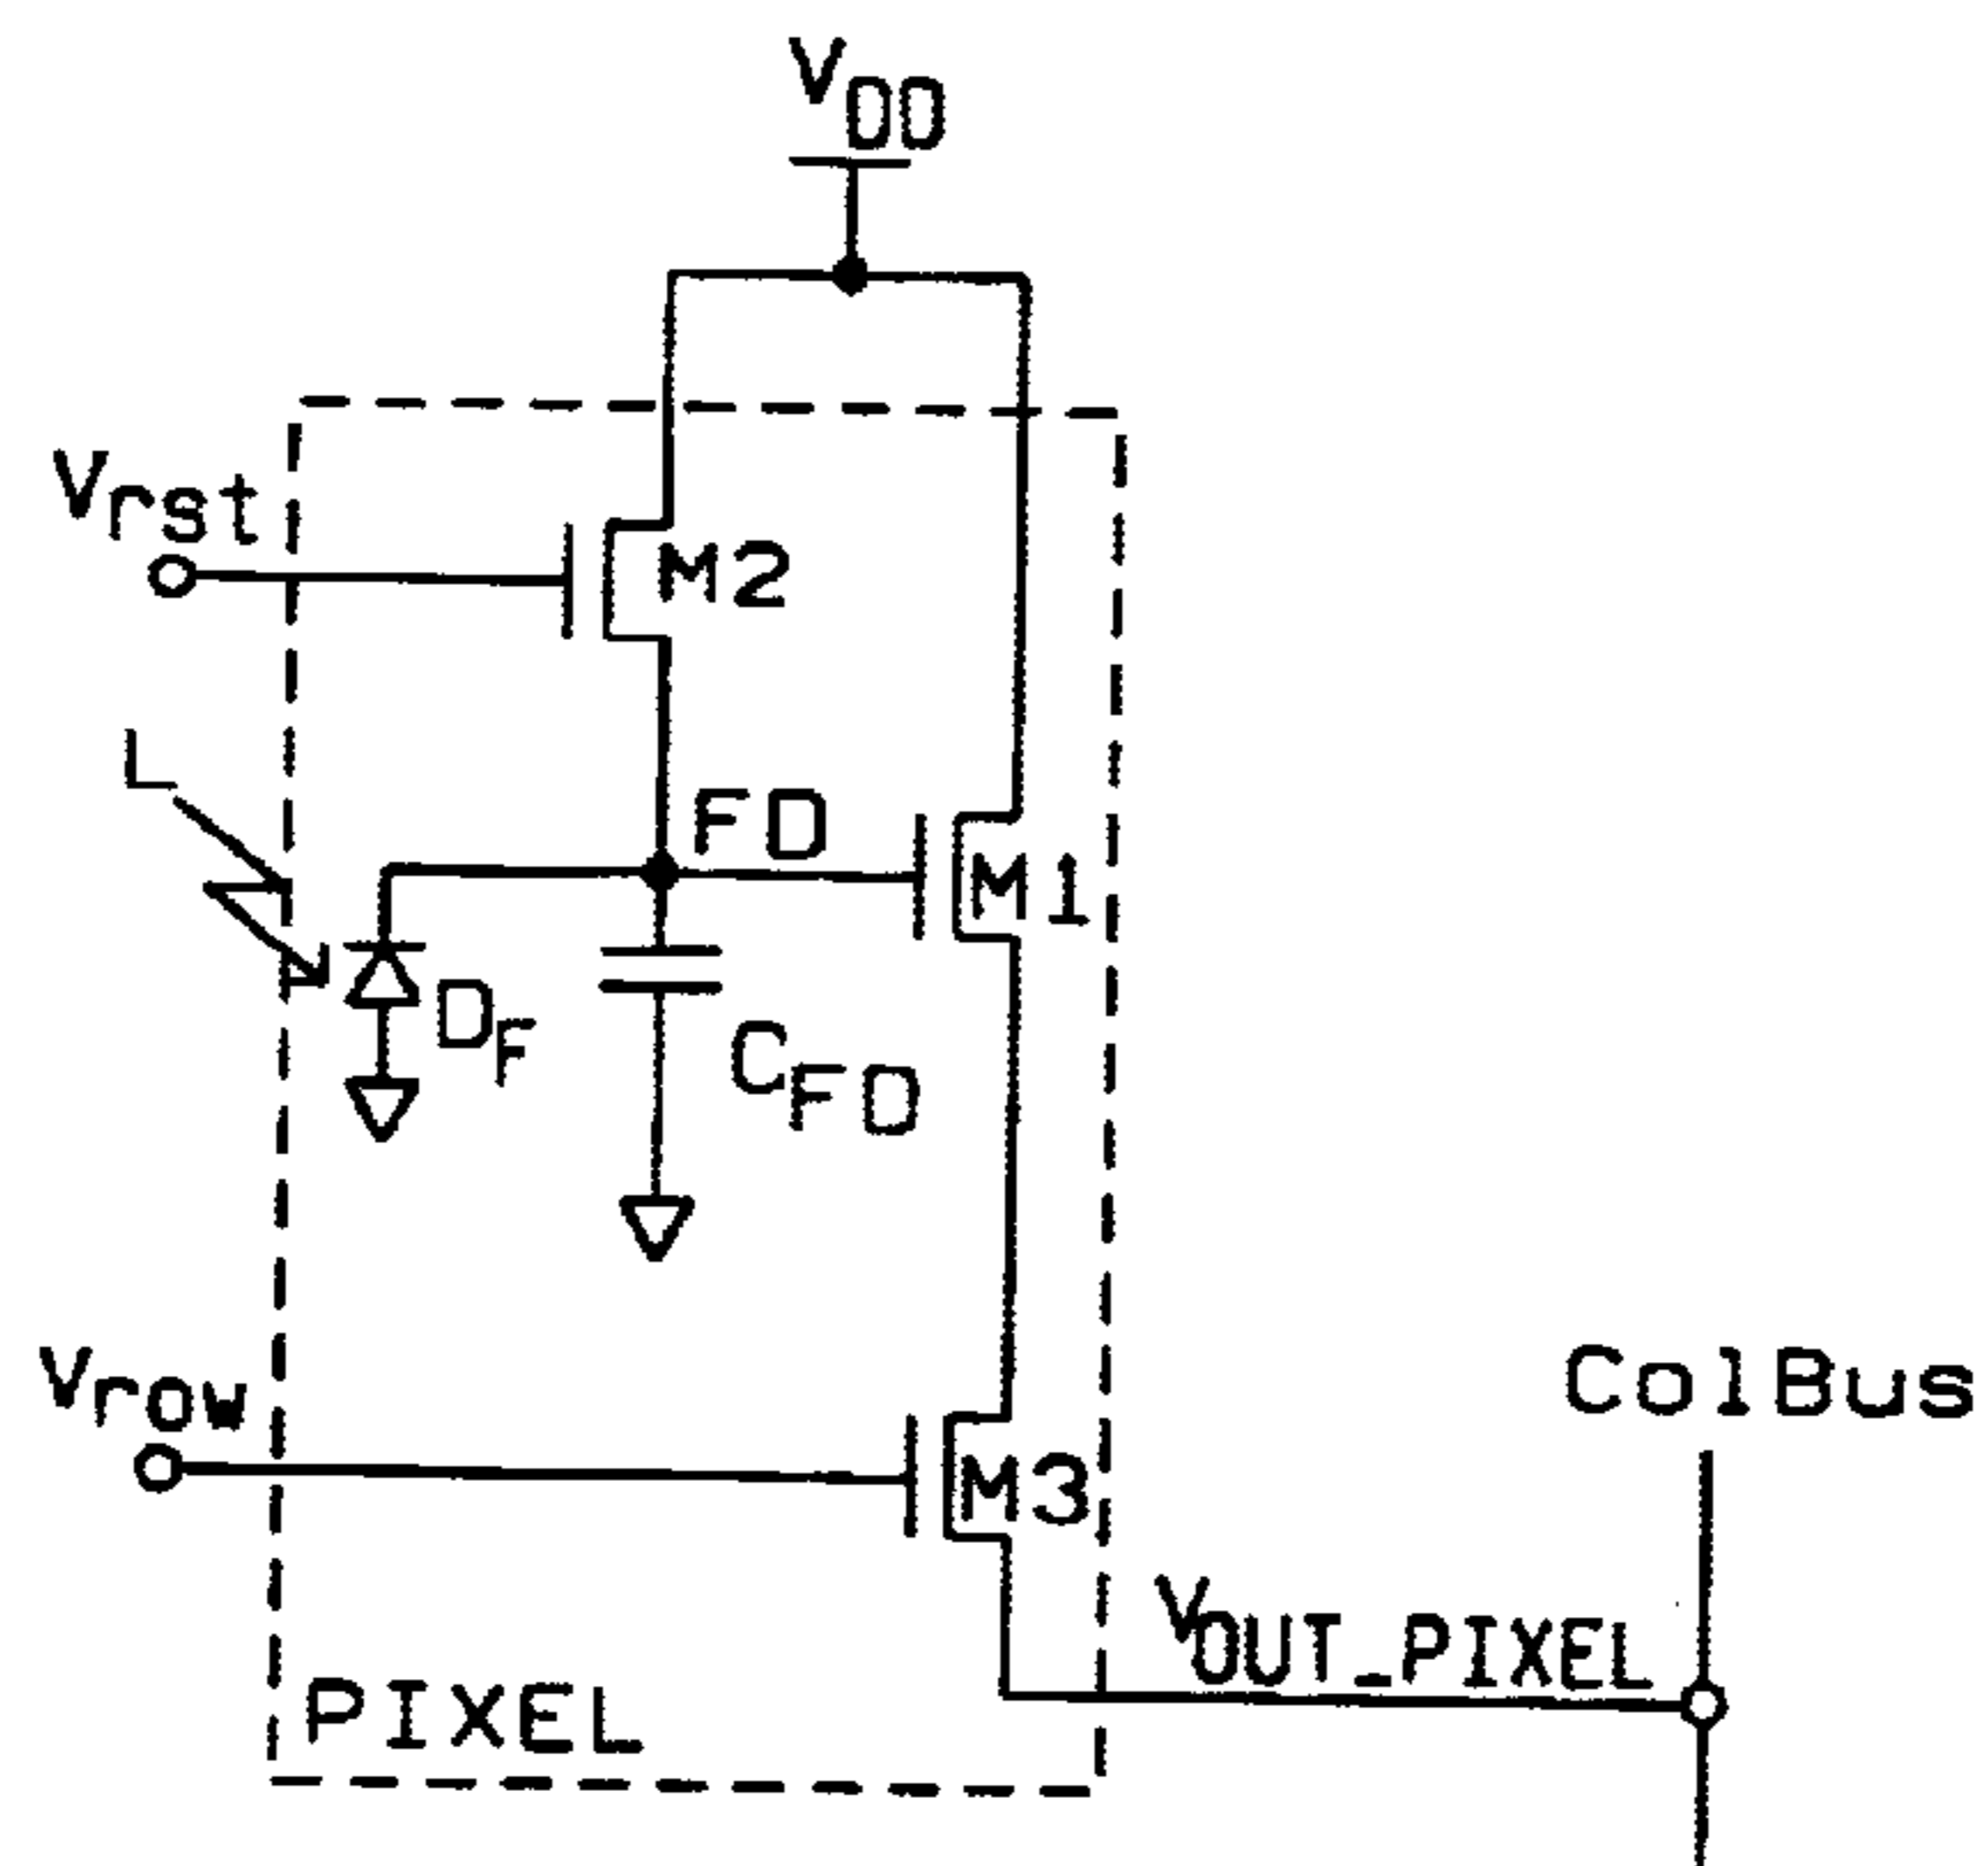 VDD
Vrst
M2
L
FD
M1
DF
CFD
Vrow
ColBus
M3
VOUT_PIXEL
PIXEL